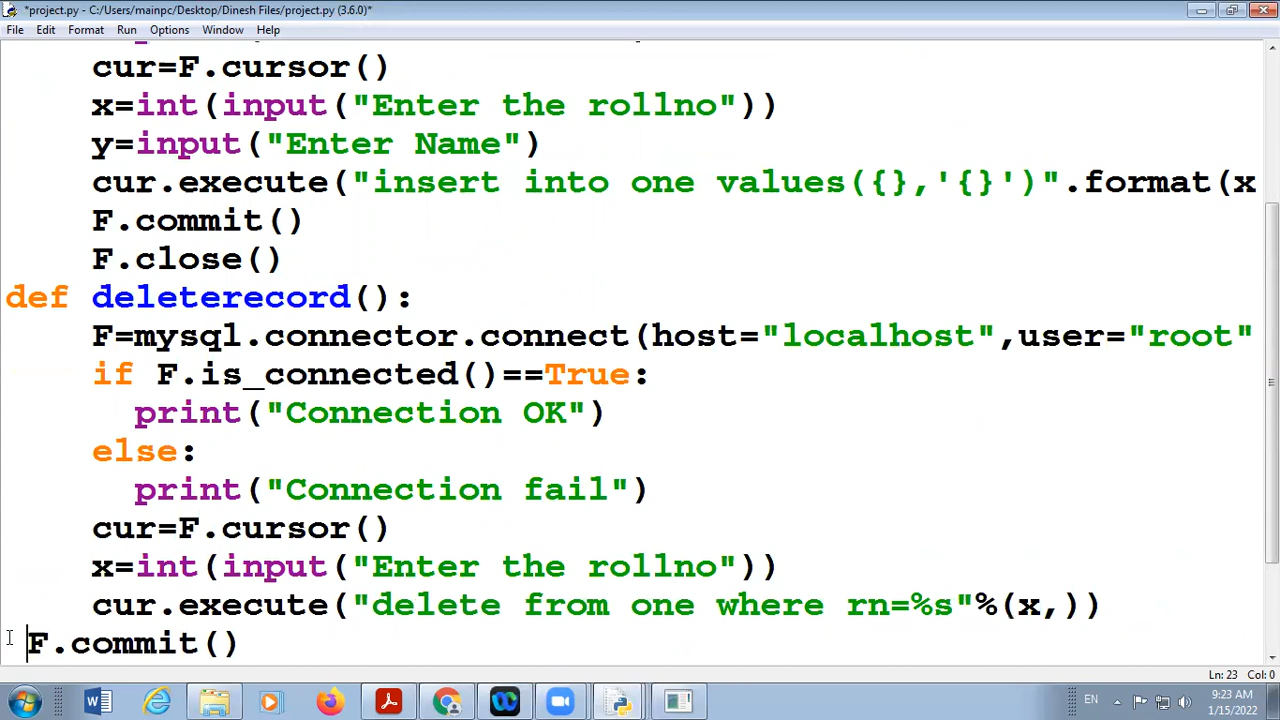 *project.py - C:/Users/mainpc/Desktop/Dinesh Files/project.py (3.6.0)*
File Edit Format Run Options Window Help
cur=F.cursor()
x=int(input("Enter the rollno"))
y=input("Enter Name")
cur.execute("insert into one values({},'{}')".format(x
F.commit()
F.close()
def deleterecord():
F=mysql.connector.connect(host="localhost",user="root"
if F.is_connected()==True:
print("Connection OK")
else:
print("Connection fail")
cur=F.cursor()
x=int(input("Enter the rollno"))
cur.execute("delete from one where rn=%s"%(x,))
F.commit()
Ln: 23 Col: 0
EN
9:23 AM
1/15/2022